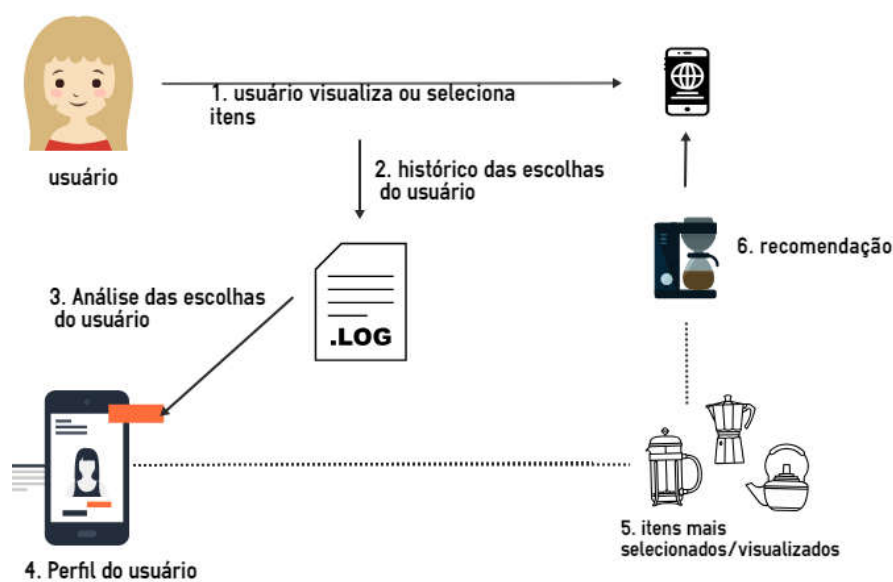 1. usuário visualiza ou seleciona
itens
usuário
2. histórico das escolhas
do usuário
3. Análise das escolhas
do usuário
.LOG
6. recomendação
5. itens mais
selecionados/visualizados
4. Perfil do usuário